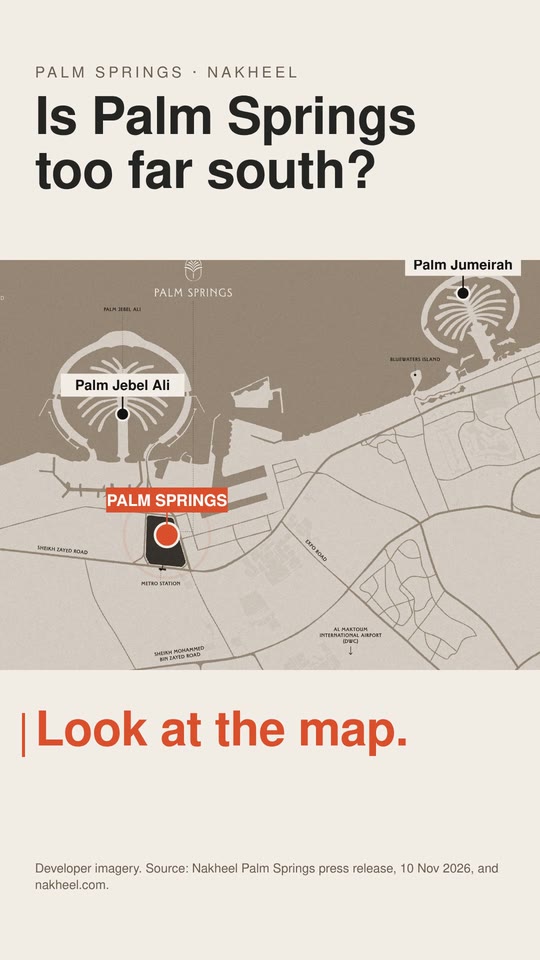 PALM SPRINGS · NAKHEEL
Is Palm Springs
too far south?
Palm Jumeirah
PALM SPRINGS
D
PALM JEBEL ALI
BLUEWATERS ISLAND
Palm Jebel Ali
PALM SPRINGS
SHEIKH ZAYED ROAD
EXPO ROAD
METRO STATION
AL MAKTOUM
INTERNATIONAL AIRPORT
(DWC)
↓
SHEIKH MOHAMMED
BIN ZAYED ROAD
Look at the map.
Developer imagery. Source: Nakheel Palm Springs press release, 10 Nov 2026, and
nakheel.com.